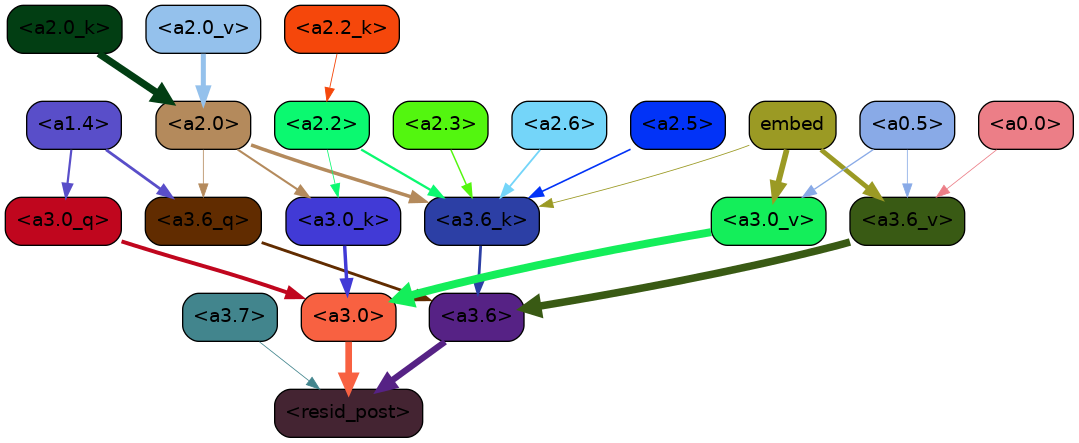 <a2.0_k> <a2.0_v> <a2.2_k>
<a1.4> <a2.0> <a2.2> <a2.3> <a2.6> <a2.5> embed <a0.5> <a0.0>
<a3.0_q> <a3.6_q> <a3.0_k> <a3.6_k> <a3.0_v> <a3.6_v>
<a3.7> <a3.0> <a3.6>
<resid_post>